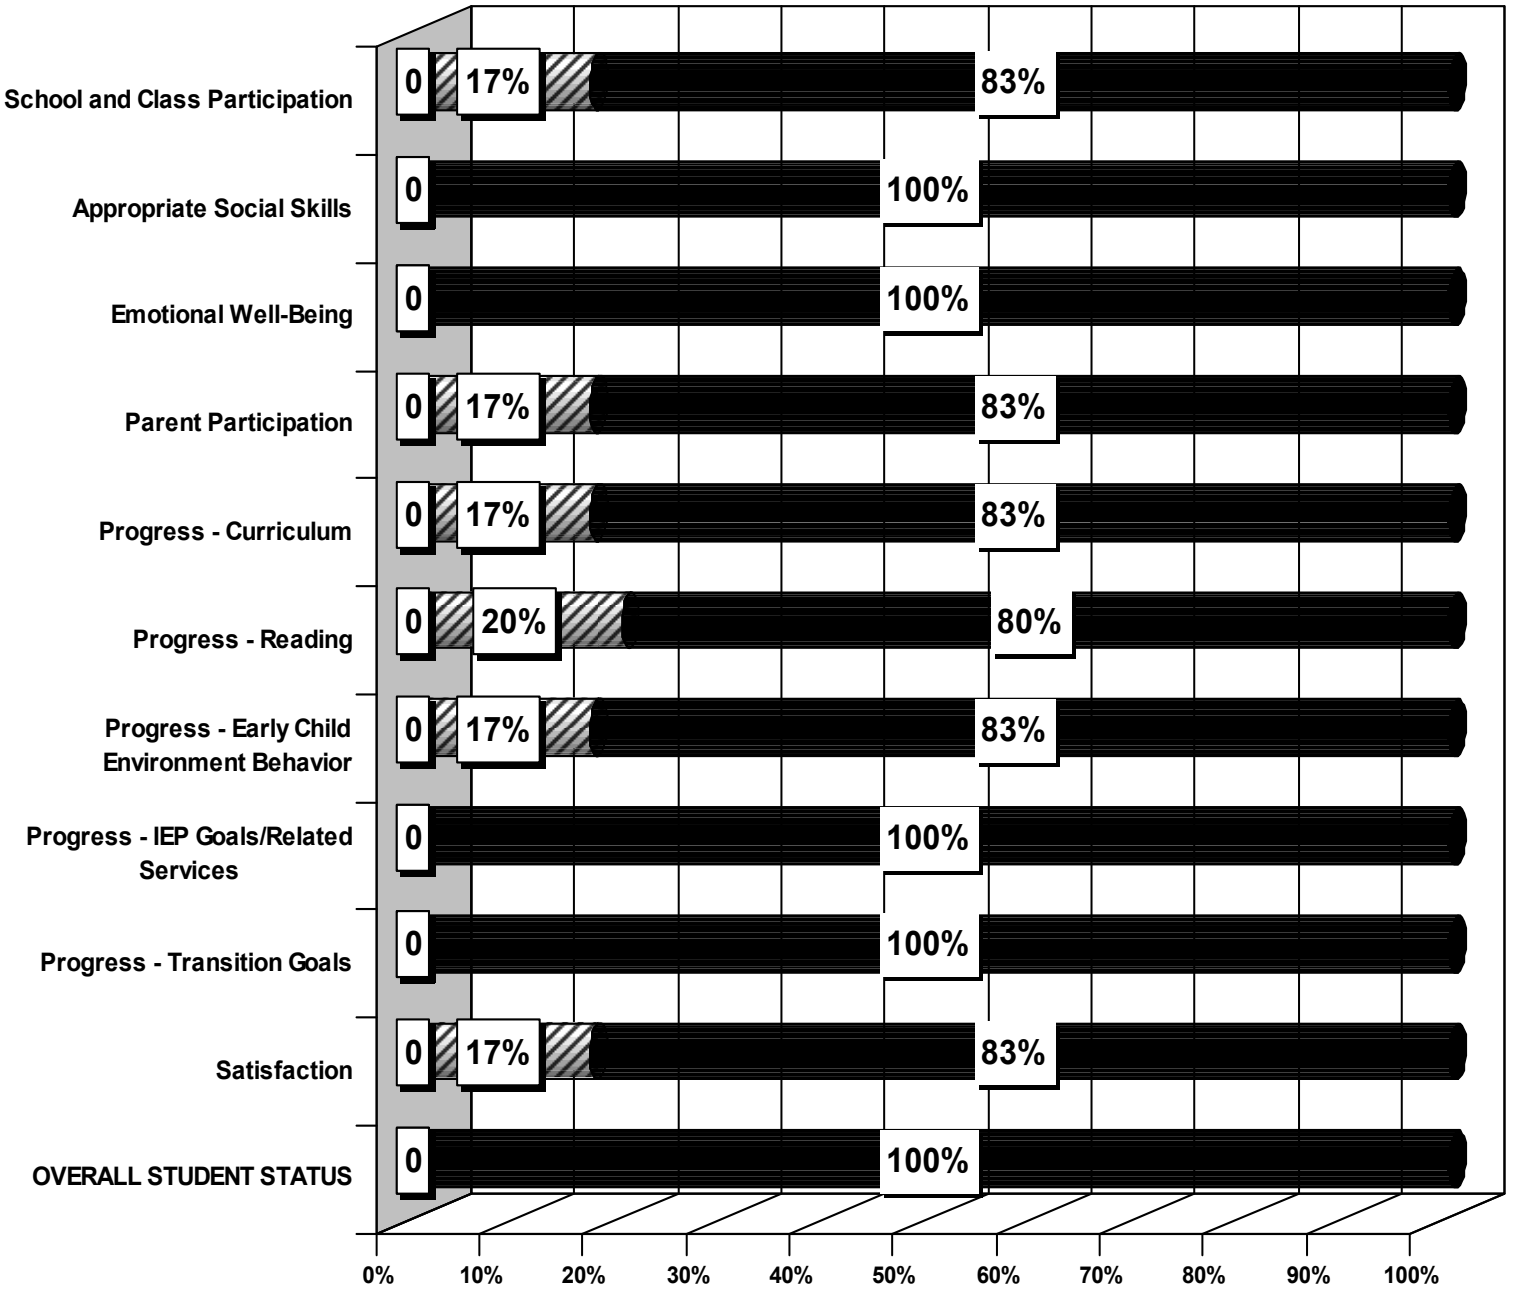 0 17% 83%
School and Class Participation
0 100%
Appropriate Social Skills
0 100%
Emotional Well-Being
0 17% 83%
Parent Participation
0 17% 83%
Progress - Curriculum
0 20% 80%
Progress - Reading
0 17% 83%
Progress - Early Child
Environment Behavior
0 100%
Progress - IEP Goals/Related
Services
0 100%
Progress - Transition Goals
0 17% 83%
Satisfaction
0 100%
OVERALL STUDENT STATUS
0% 10% 20% 30% 40% 50% 60% 70% 80% 90% 100%